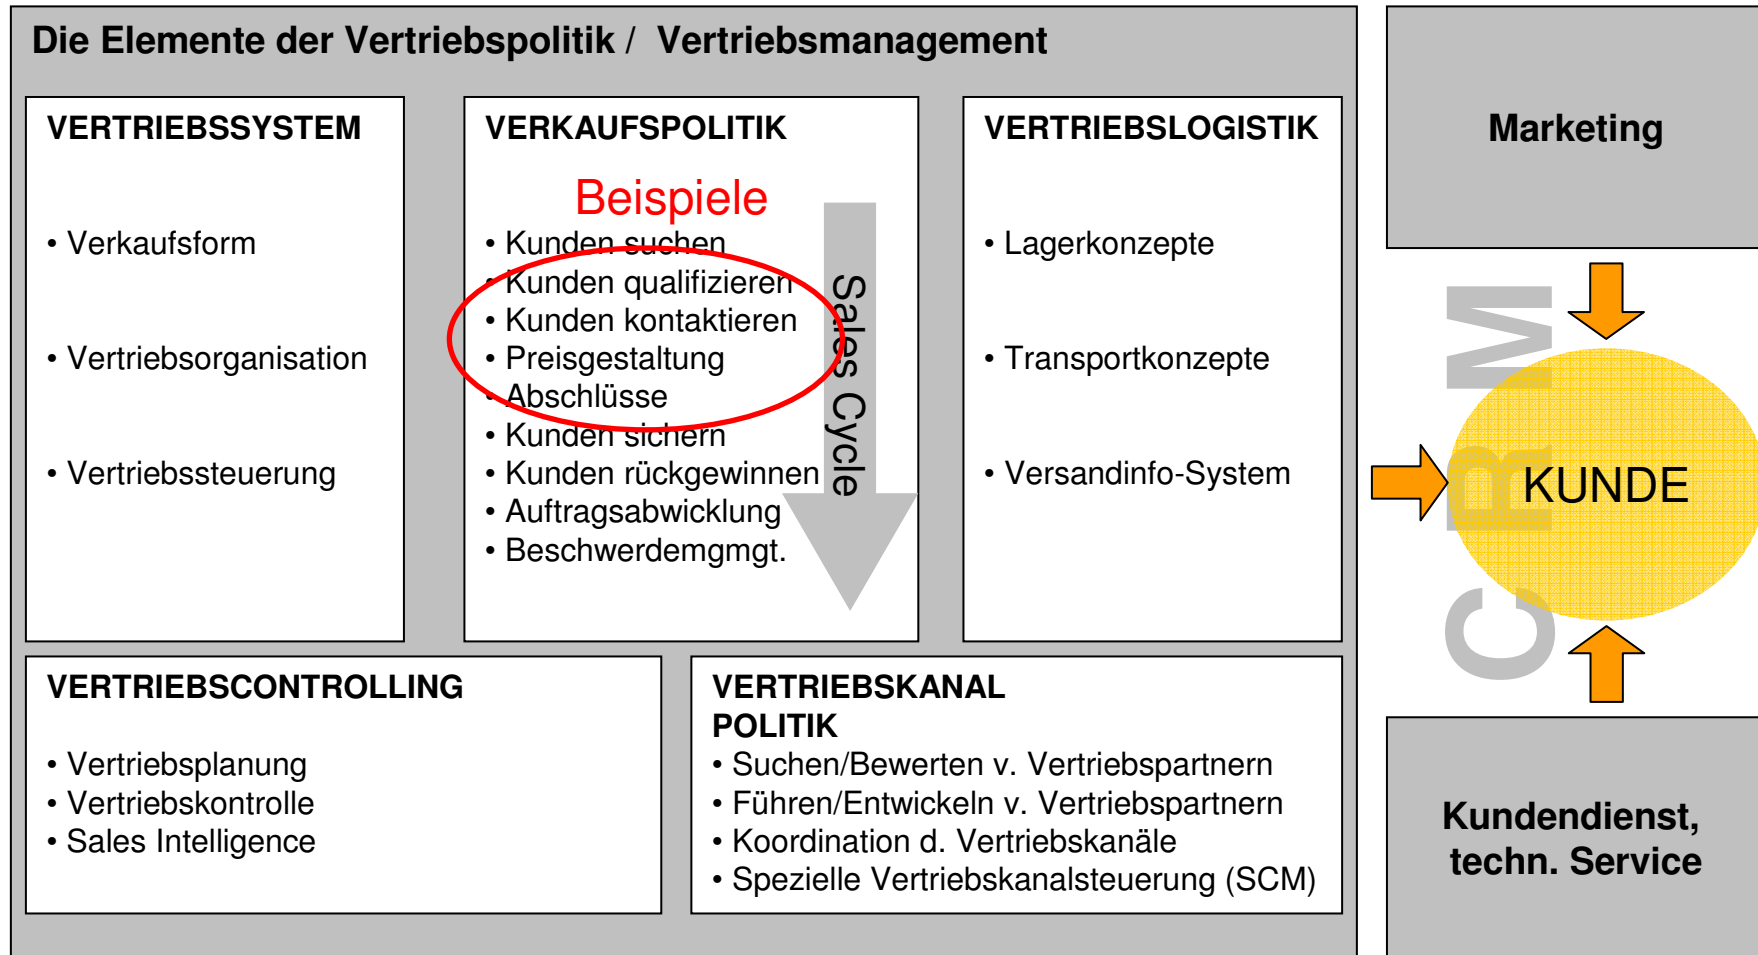 Die Elemente der Vertriebspolitik / Vertriebsmanagement
VERTRIEBSSYSTEM
• Verkaufsform
• Vertriebsorganisation
• Vertriebssteuerung
VERKAUFSPOLITIK
Beispiele
• Kunden suchen
• Kunden qualifizieren
• Kunden kontaktieren
• Preisgestaltung
• Abschlüsse
• Kunden sichern
• Kunden rückgewinnen
• Auftragsabwicklung
• Beschwerdemgmgt.
Sales Cycle
VERTRIEBSLOGISTIK
• Lagerkonzepte
• Transportkonzepte
• Versandinfo-System
VERTRIEBSCONTROLLING
• Vertriebsplanung
• Vertriebskontrolle
• Sales Intelligence
VERTRIEBSKANAL
POLITIK
• Suchen/Bewerten v. Vertriebspartnern
• Führen/Entwickeln v. Vertriebspartnern
• Koordination d. Vertriebskanäle
• Spezielle Vertriebskanalsteuerung (SCM)
Marketing
C R M
KUNDE
Kundendienst,
techn. Service